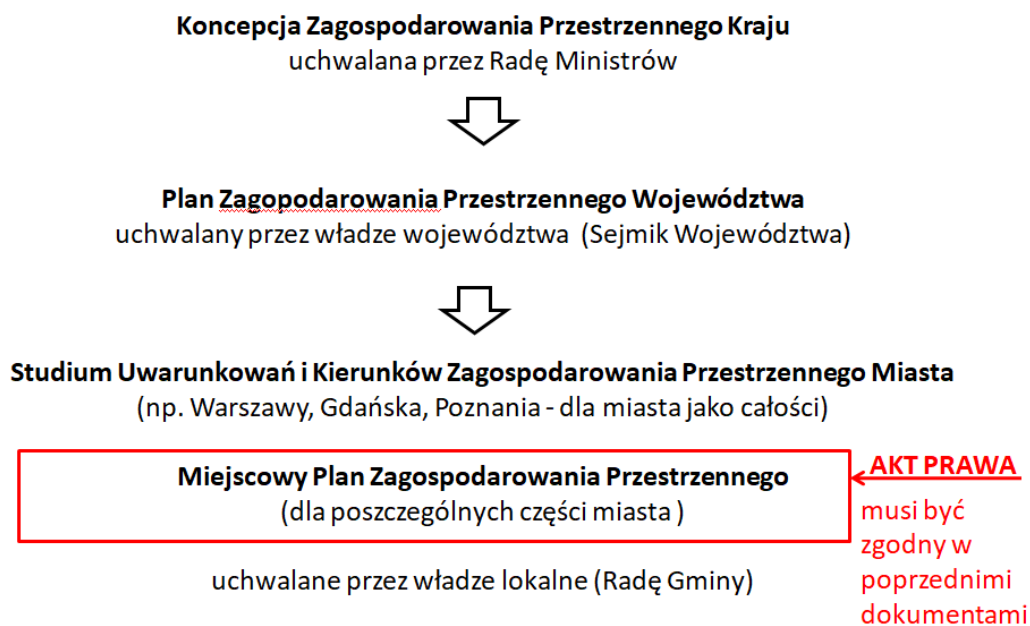 Koncepcja Zagospodarowania Przestrzennego Kraju
uchwalana przez Radę Ministrów
Plan Zagopodarowania Przestrzennego Województwa
uchwalany przez władze województwa (Sejmik Województwa)
Studium Uwarunkowań i Kierunków Zagospodarowania Przestrzennego Miasta
(np. Warszawy, Gdańska, Poznania - dla miasta jako całości)
Miejscowy Plan Zagospodarowania Przestrzennego
(dla poszczególnych części miasta )
uchwalane przez władze lokalne (Radę Gminy)
AKT PRAWA
musi być
zgodny w
poprzednimi
dokumentami